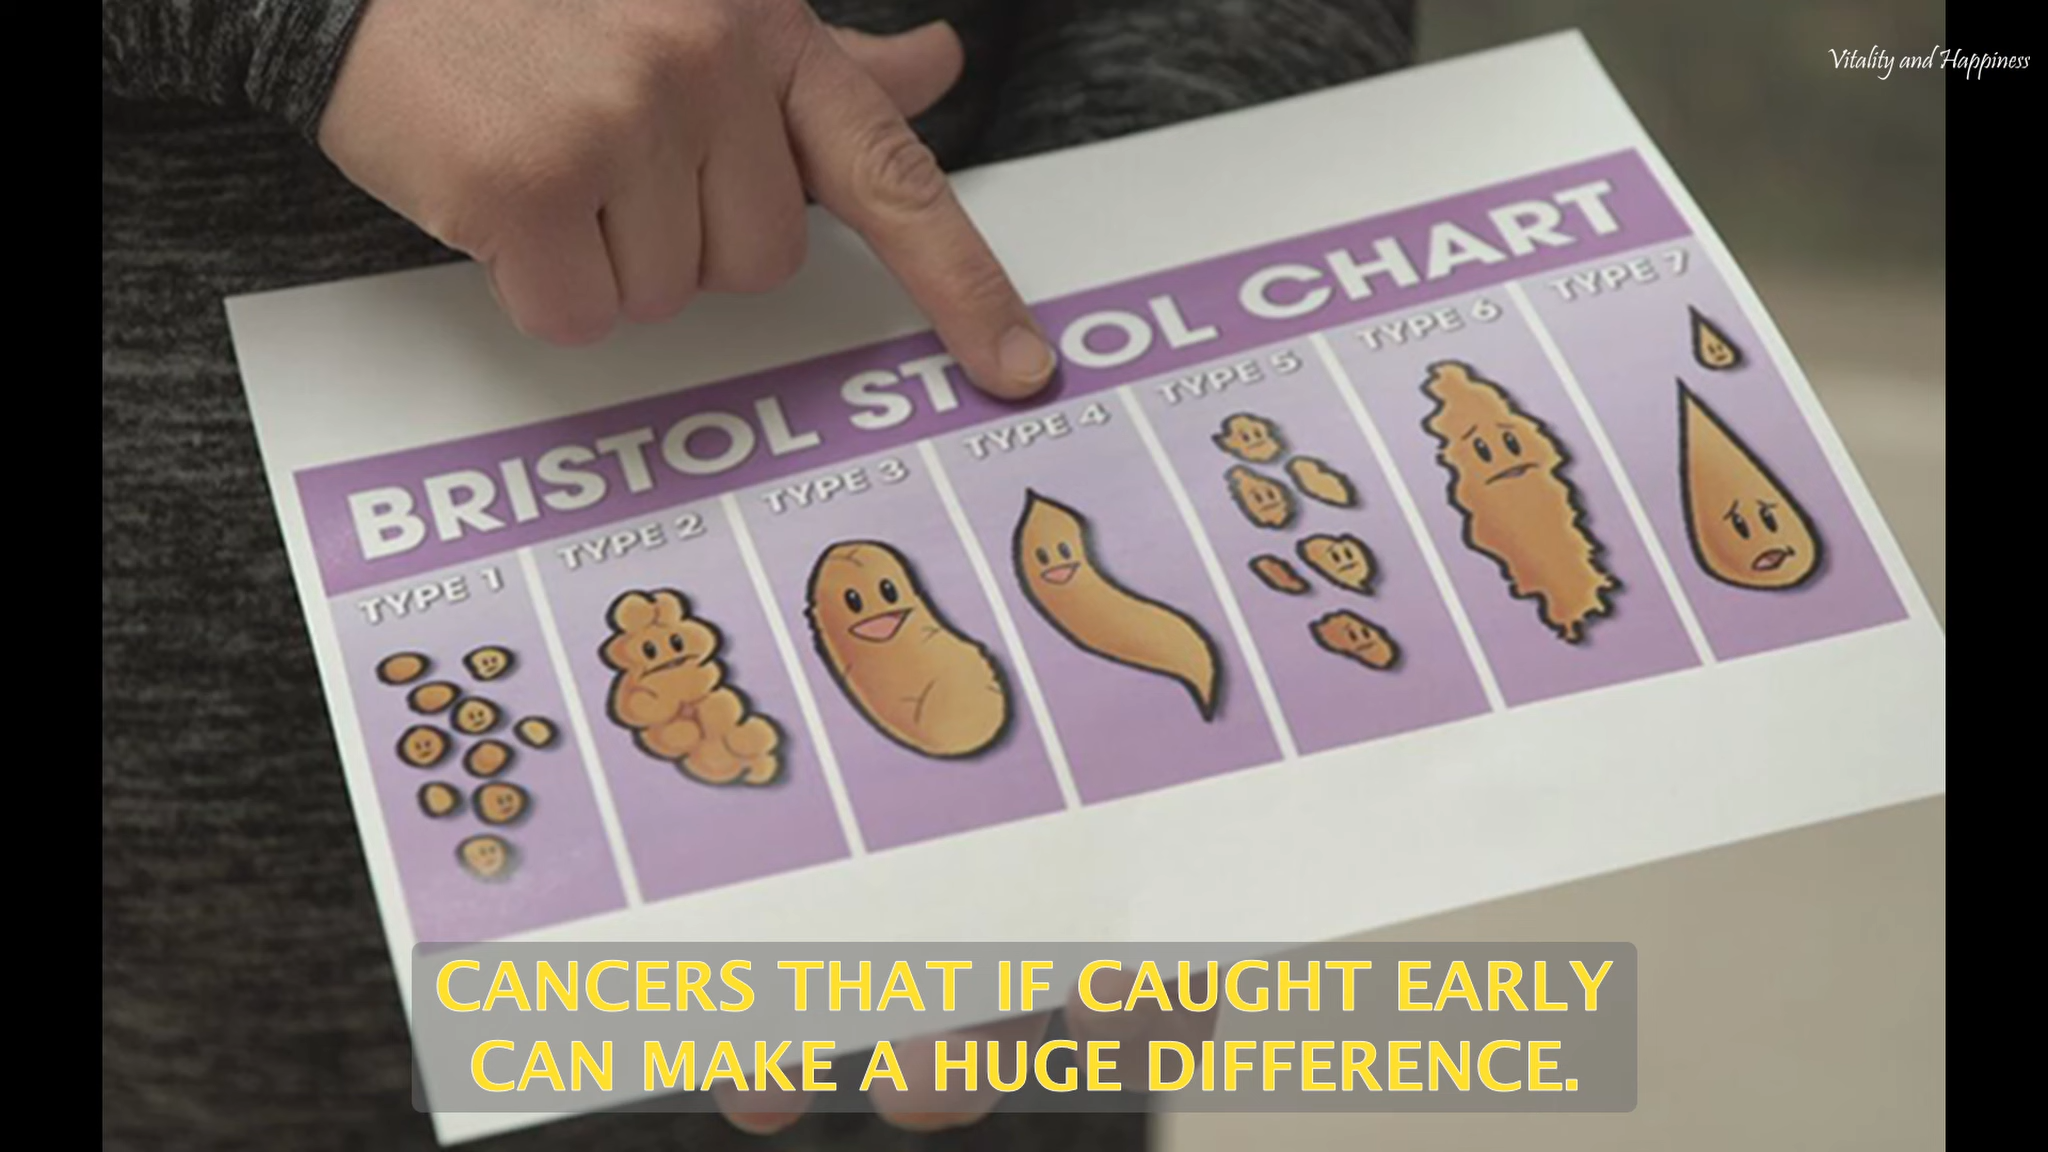 Vitality and Happiness
BRISTOL ST OL CHART
TYPE 1
TYPE 2
TYPE 3
TYPE 4
TYPE 5
TYPE 6
TYPE 7
CANCERS THAT IF CAUGHT EARLY
CAN MAKE A HUGE DIFFERENCE.